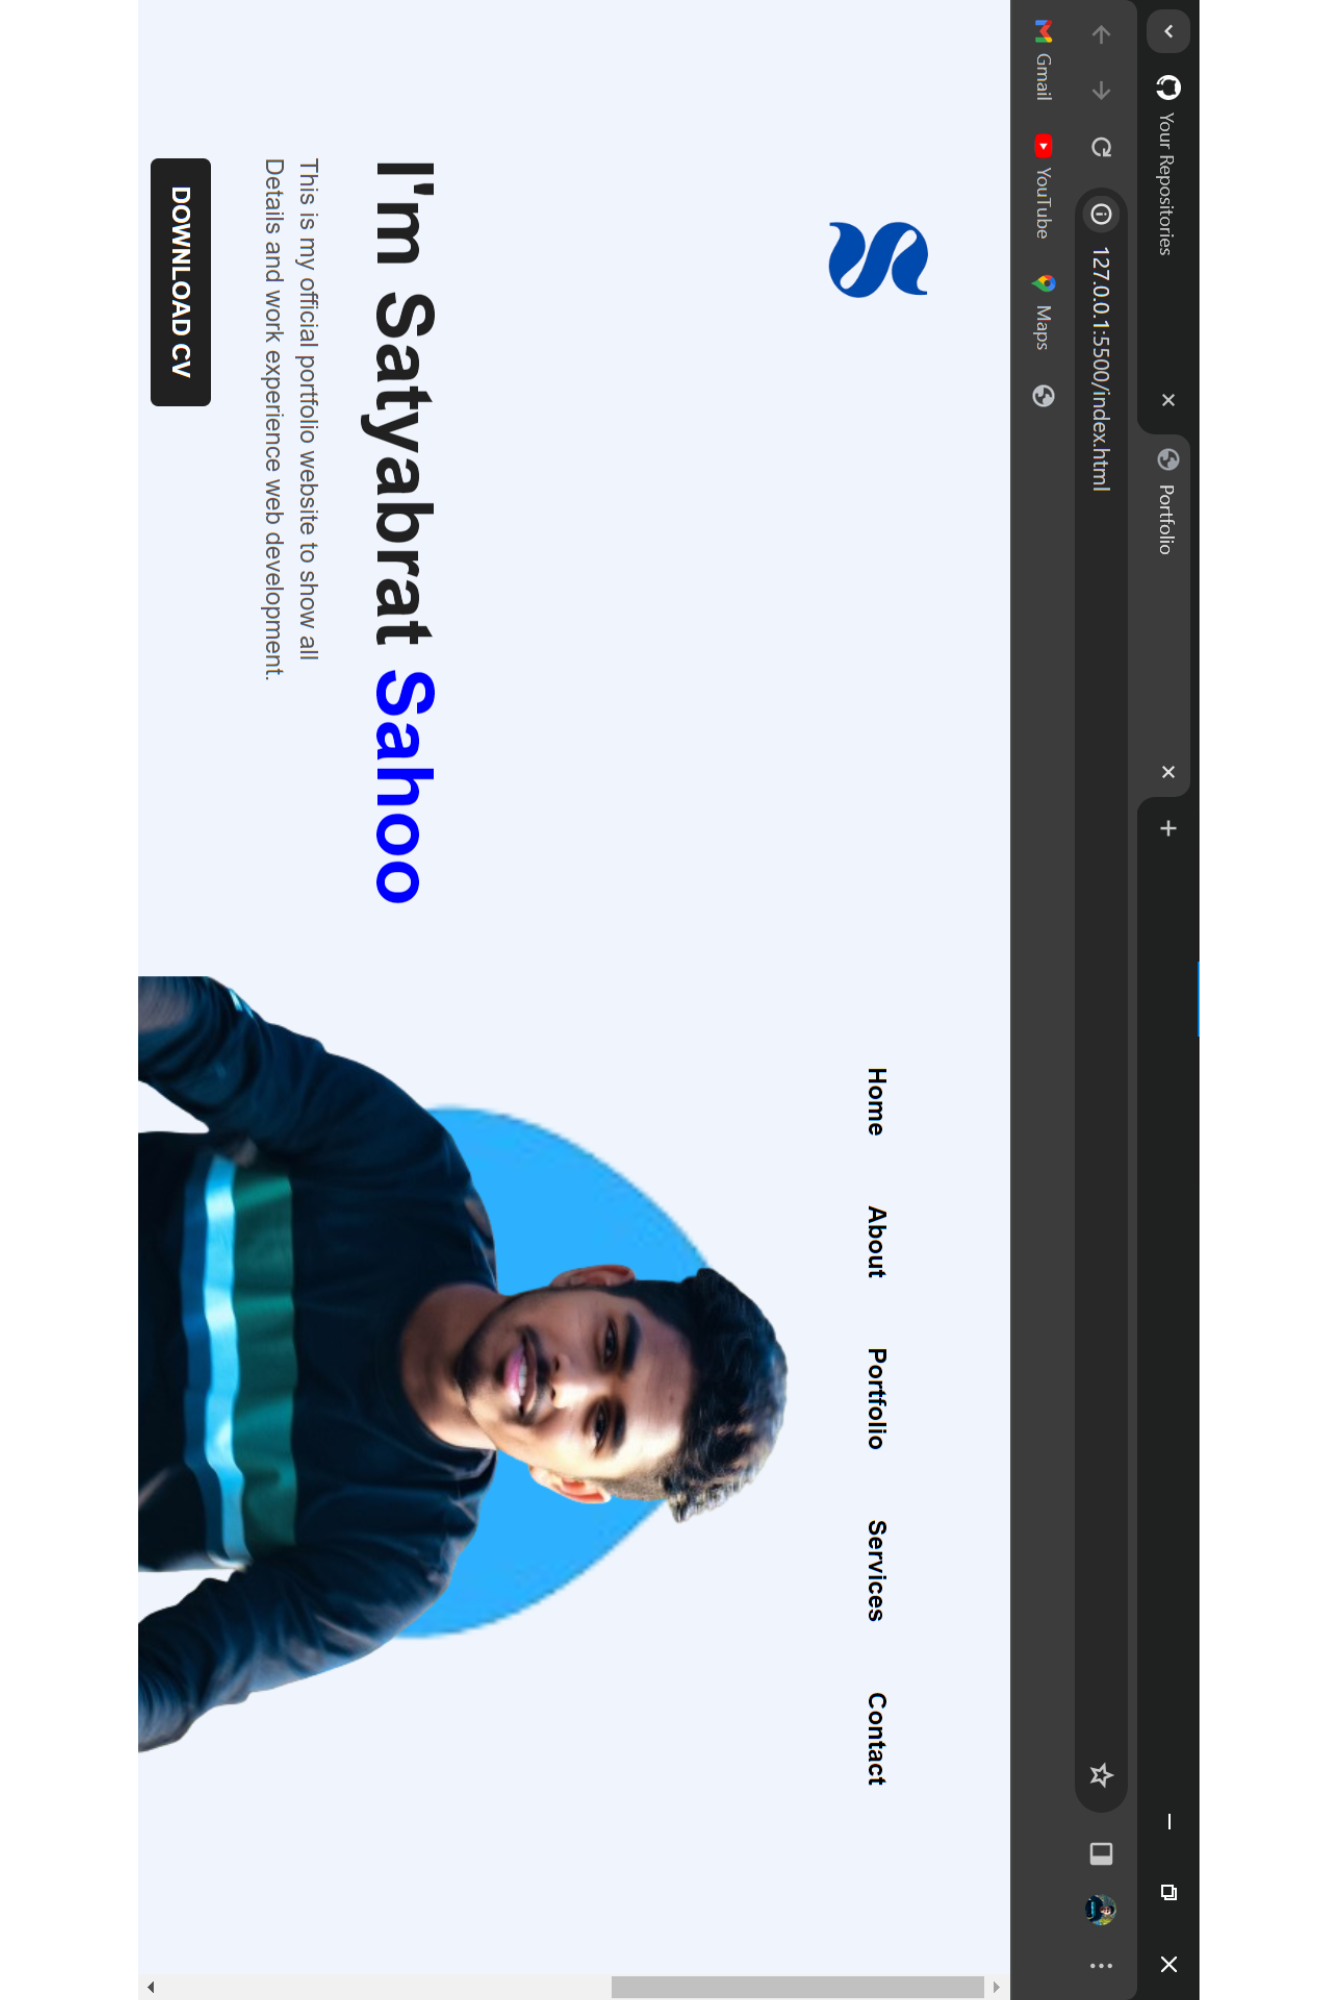 Your Repositories
Portfolio
127.0.0.1:5500/index.html
Gmail YouTube Maps
Home About Portfolio Services Contact
I'm Satyabrat Sahoo
This is my official portfolio website to show all
Details and work experience web development.
DOWNLOAD CV